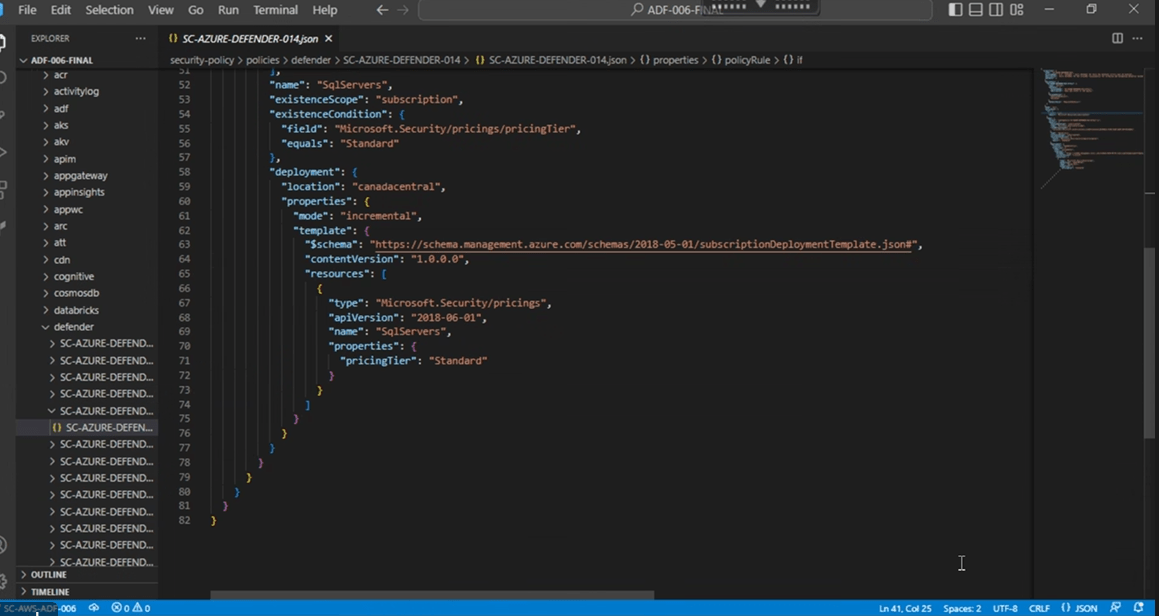 File Edit Selection View Go Run Terminal Help
ADF-006-FINAL
EXPLORER
SC-AZURE-DEFENDER-014.json
ADF-006-FINAL
security-policy > policies > defender > SC-AZURE-DEFENDER-014 > {} SC-AZURE-DEFENDER-014.json > {} properties > {} policyRule > {} if
acr
activitylog
adf
aks
akv
apim
appgateway
appinsights
appwc
arc
att
cdn
cognitive
cosmosdb
databricks
defender
SC-AZURE-DEFEND...
SC-AZURE-DEFEND...
SC-AZURE-DEFEND...
SC-AZURE-DEFEND...
SC-AZURE-DEFEND...
{} SC-AZURE-DEFEN...
SC-AZURE-DEFEND...
SC-AZURE-DEFEND...
SC-AZURE-DEFEND...
SC-AZURE-DEFEND...
SC-AZURE-DEFEND...
SC-AZURE-DEFEND...
SC-AZURE-DEFEND...
SC-AZURE-DEFEND...
OUTLINE
TIMELINE
51 ],
52 "name": "SqlServers",
53 "existenceScope": "subscription",
54 "existenceCondition": {
55 "field": "Microsoft.Security/pricings/pricingTier",
56 "equals": "Standard"
57 },
58 "deployment": {
59 "location": "canadacentral",
60 "properties": {
61 "mode": "incremental",
62 "template": {
63 "$schema": "https://schema.management.azure.com/schemas/2018-05-01/subscriptionDeploymentTemplate.json#",
64 "contentVersion": "1.0.0.0",
65 "resources": [
66 {
67 "type": "Microsoft.Security/pricings",
68 "apiVersion": "2018-06-01",
69 "name": "SqlServers",
70 "properties": {
71 "pricingTier": "Standard"
72 }
73 }
74 ]
75 }
76 }
77 }
78 }
79 }
80 }
81 }
82 }
SC-AWS-ADF-006 0 0 Ln 41, Col 25 Spaces: 2 UTF-8 CRLF {} JSON